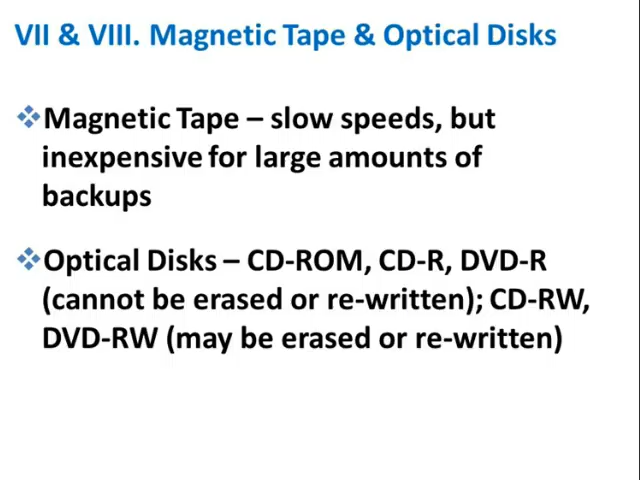 VII & VIII. Magnetic Tape & Optical Disks
❖Magnetic Tape – slow speeds, but
inexpensive for large amounts of
backups
❖Optical Disks – CD-ROM, CD-R, DVD-R
(cannot be erased or re-written); CD-RW,
DVD-RW (may be erased or re-written)